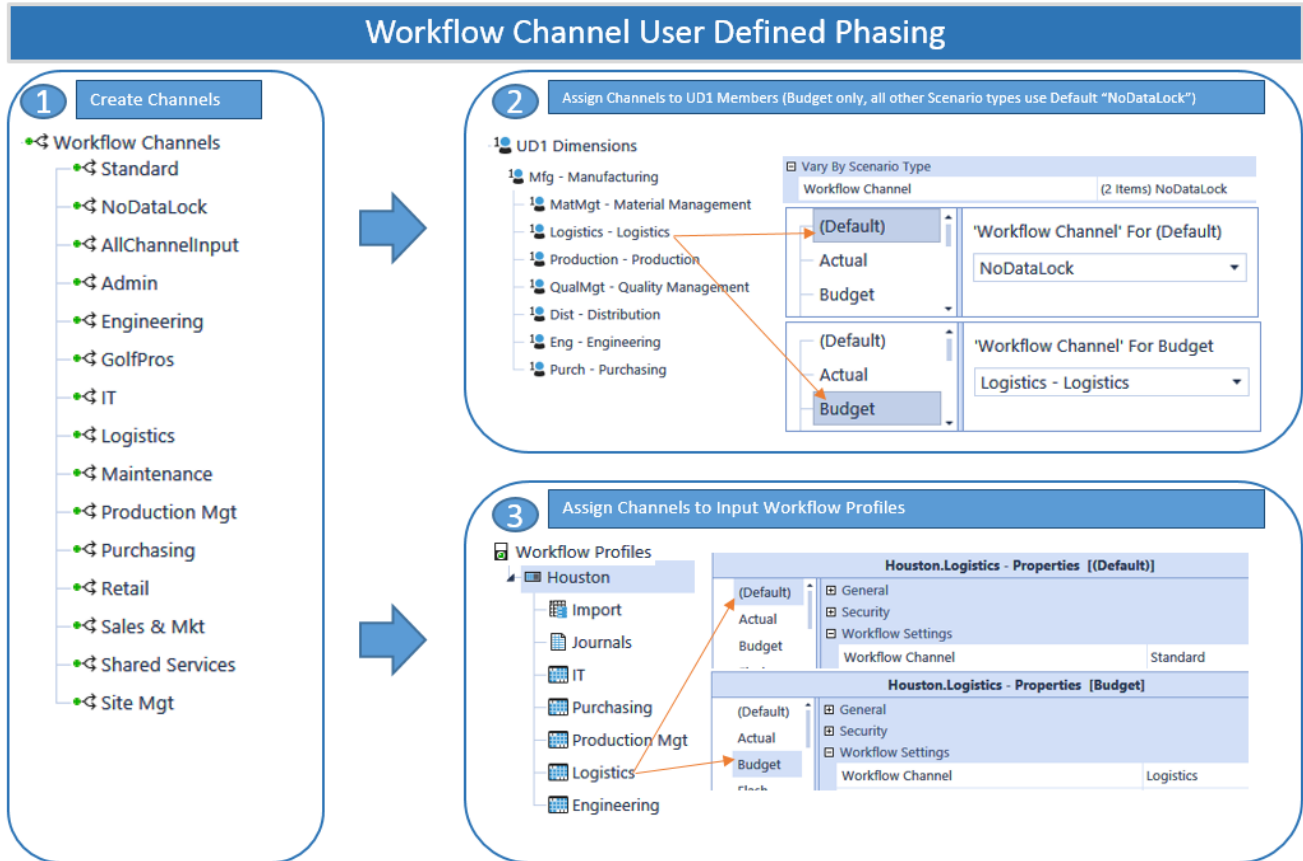 Workflow Channel User Defined Phasing
1
Create Channels
Workflow Channels
Standard
NoDataLock
AllChannelInput
Admin
Engineering
GolfPros
IT
Logistics
Maintenance
Production Mgt
Purchasing
Retail
Sales & Mkt
Shared Services
Site Mgt
2
Assign Channels to UD1 Members (Budget only, all other Scenario types use Default “NoDataLock”)
UD1 Dimensions
Mfg - Manufacturing
MatMgt - Material Management
Logistics - Logistics
Production - Production
QualMgt - Quality Management
Dist - Distribution
Eng - Engineering
Purch - Purchasing
Vary By Scenario Type
Workflow Channel (2 Items) NoDataLock
(Default)
Actual
Budget
'Workflow Channel' For (Default)
NoDataLock
(Default)
Actual
Budget
'Workflow Channel' For Budget
Logistics - Logistics
3
Assign Channels to Input Workflow Profiles
Workflow Profiles
Houston
Import
Journals
IT
Purchasing
Production Mgt
Logistics
Engineering
Houston.Logistics - Properties [(Default)]
(Default)
Actual
Budget
General
Security
Workflow Settings
Workflow Channel Standard
Houston.Logistics - Properties [Budget]
(Default)
Actual
Budget
Flash
General
Security
Workflow Settings
Workflow Channel Logistics